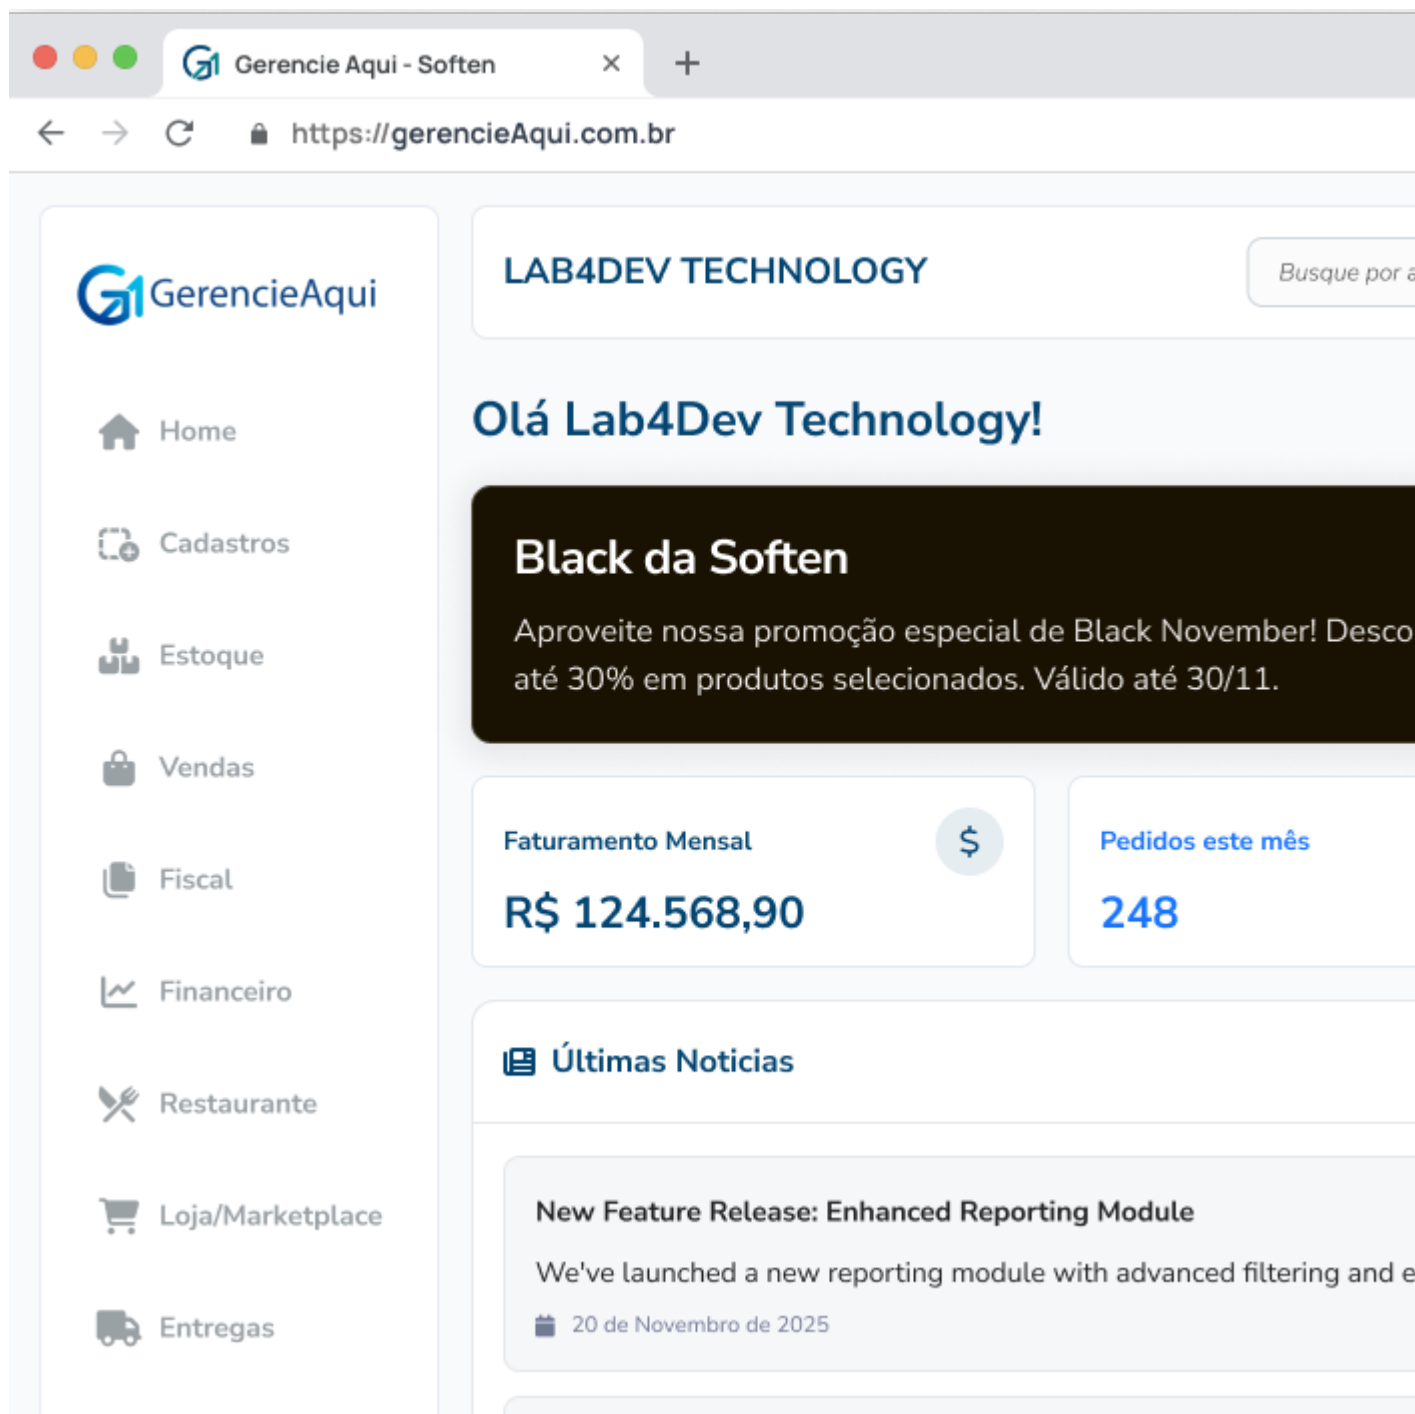 Gerencie Aqui - Soften
https://gerencieAqui.com.br
GerencieAqui
Home
Cadastros
Estoque
Vendas
Fiscal
Financeiro
Restaurante
Loja/Marketplace
Entregas
LAB4DEV TECHNOLOGY
Busque por a
Olá Lab4Dev Technology!
Black da Soften
Aproveite nossa promoção especial de Black November! Desco
até 30% em produtos selecionados. Válido até 30/11.
Faturamento Mensal
$
R$ 124.568,90
Pedidos este mês
248
Últimas Noticias
New Feature Release: Enhanced Reporting Module
We've launched a new reporting module with advanced filtering and e
20 de Novembro de 2025